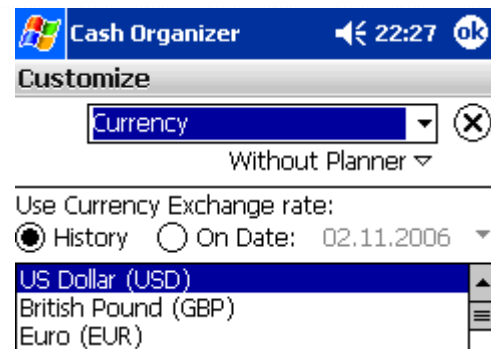 Cash Organizer 22:27 ok
Customize
Currency
Without Planner
Use Currency Exchange rate:
History On Date: 02.11.2006
US Dollar (USD)
British Pound (GBP)
Euro (EUR)